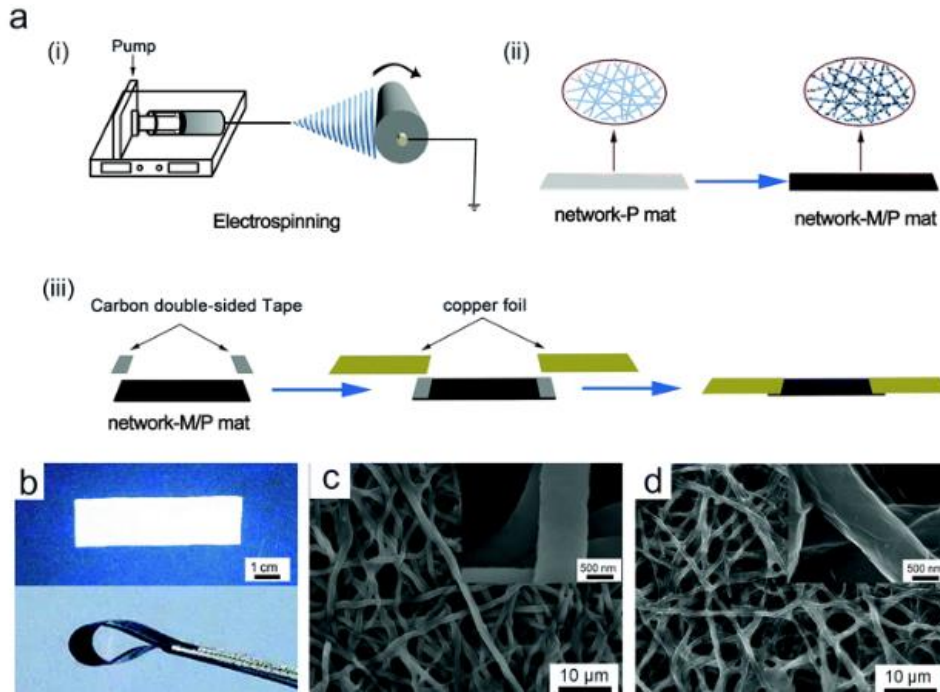 a
(i)
Pump
Electrospinning
(ii)
network-P mat
network-M/P mat
(iii)
Carbon double-sided Tape
copper foil
network-M/P mat
b
1 cm
c
500 nm
10 µm
d
500 nm
10 µm